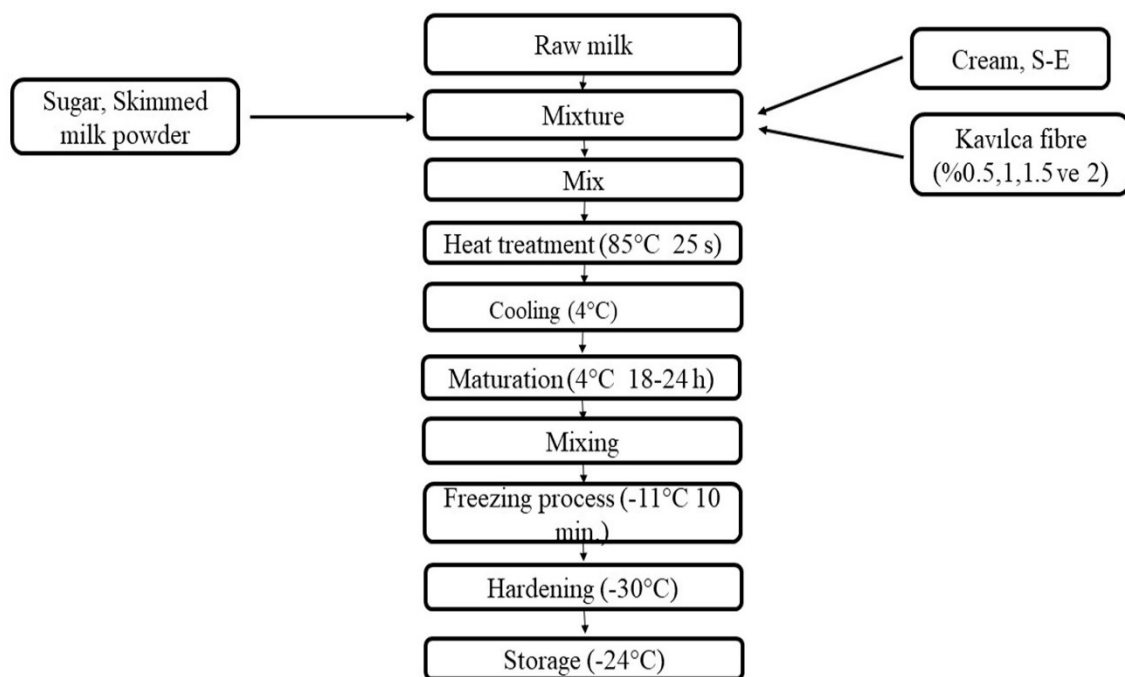 Raw milk
Cream, S-E
Sugar, Skimmed
milk powder
Mixture
Kavılca fibre
(%0.5,1,1.5 ve 2)
Mix
Heat treatment (85°C 25 s)
Cooling (4°C)
Maturation (4°C 18-24 h)
Mixing
Freezing process (-11°C 10
min.)
Hardening (-30°C)
Storage (-24°C)